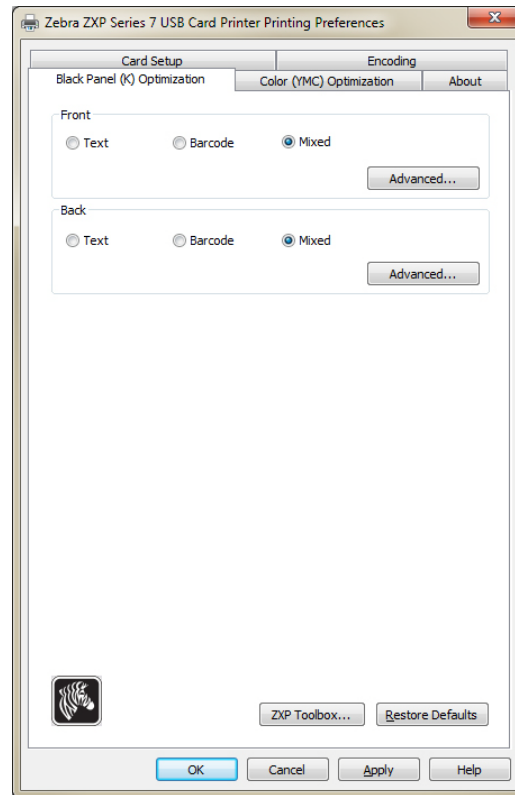 Zebra ZXP Series 7 USB Card Printer Printing Preferences
Card Setup Encoding
Black Panel (K) Optimization Color (YMC) Optimization About
Front
Text Barcode Mixed
Advanced...
Back
Text Barcode Mixed
Advanced...
ZXP Toolbox... Restore Defaults
OK Cancel Apply Help